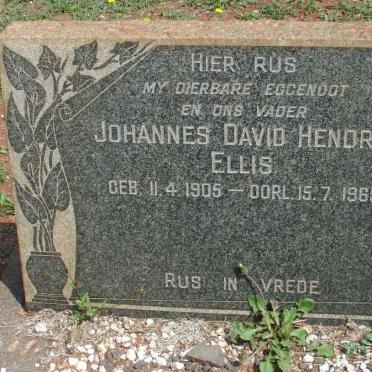 HIER RUS
MY DIERBARE EGGENOOT
EN ONS VADER
JOHANNES DAVID HENDR
ELLIS
GEB. 11.4.1905 — OORL. 15.7.196
RUS IN VREDE